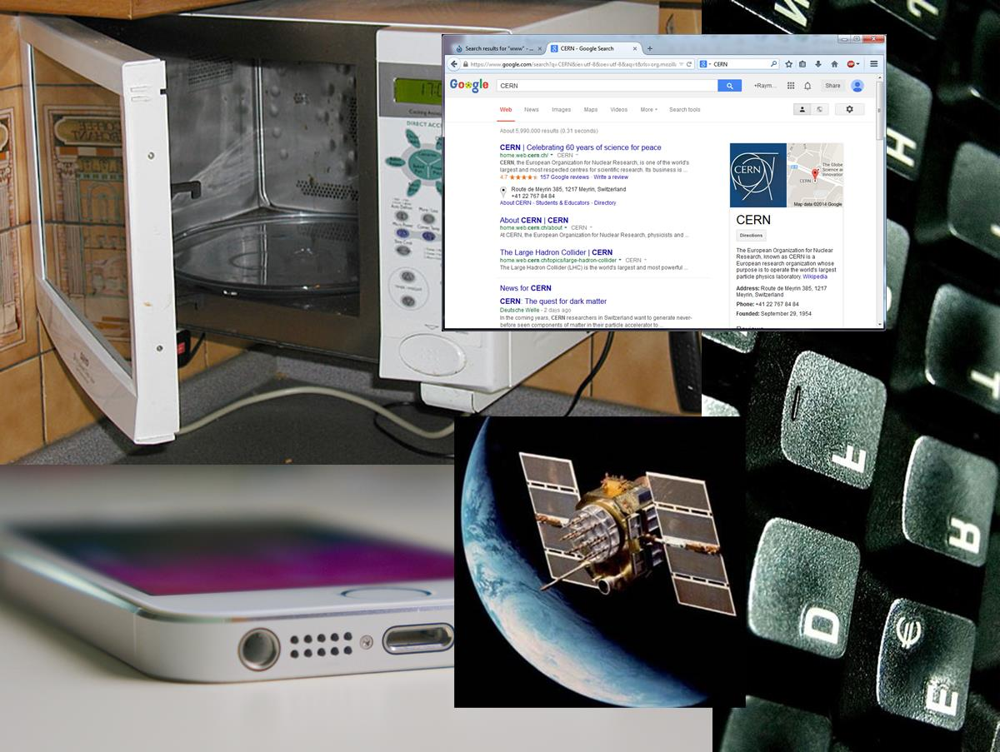 17:0
Cooking Assis
DIRECT ACC
Search results for "www" - ...
CERN - Google Search
https://www.google.com/search?q=CERN&ie=utf-8&oe=utf-8&aq=t&rls=org.mozill
CERN
Google
CERN
+Raym...
Share
Web News Images Maps Videos More Search tools
About 5,990,000 results (0.31 seconds)
CERN | Celebrating 60 years of science for peace
home.web.cern.ch/ CERN
CERN, the European Organization for Nuclear Research, is one of the world's
largest and most respected centres for scientific research. Its business is ...
4.7 157 Google reviews · Write a review
Route de Meyrin 385, 1217 Meyrin, Switzerland
+41 22 767 84 84
About CERN - Students & Educators - Directory
About CERN | CERN
home.web.cern.ch/about CERN
At CERN, the European Organization for Nuclear Research, physicists and ...
The Large Hadron Collider | CERN
home.web.cern.ch/topics/large-hadron-collider CERN
The Large Hadron Collider (LHC) is the world's largest and most powerful ...
News for CERN
CERN: The quest for dark matter
Deutsche Welle - 2 days ago
In the coming years, CERN researchers in Switzerland want to generate never-
before seen components of matter in their particle accelerator to ...
CERN
The Globe
Science a
Innovation
CERN
Map data ©2014 Google
CERN
Directions
The European Organization for Nuclear
Research, known as CERN is a
European research organization whose
purpose is to operate the world's largest
particle physics laboratory. Wikipedia
Address: Route de Meyrin 385, 1217
Meyrin, Switzerland
Phone: +41 22 767 84 84
Founded: September 29, 1954
N
H
T
F
R
D
€
E